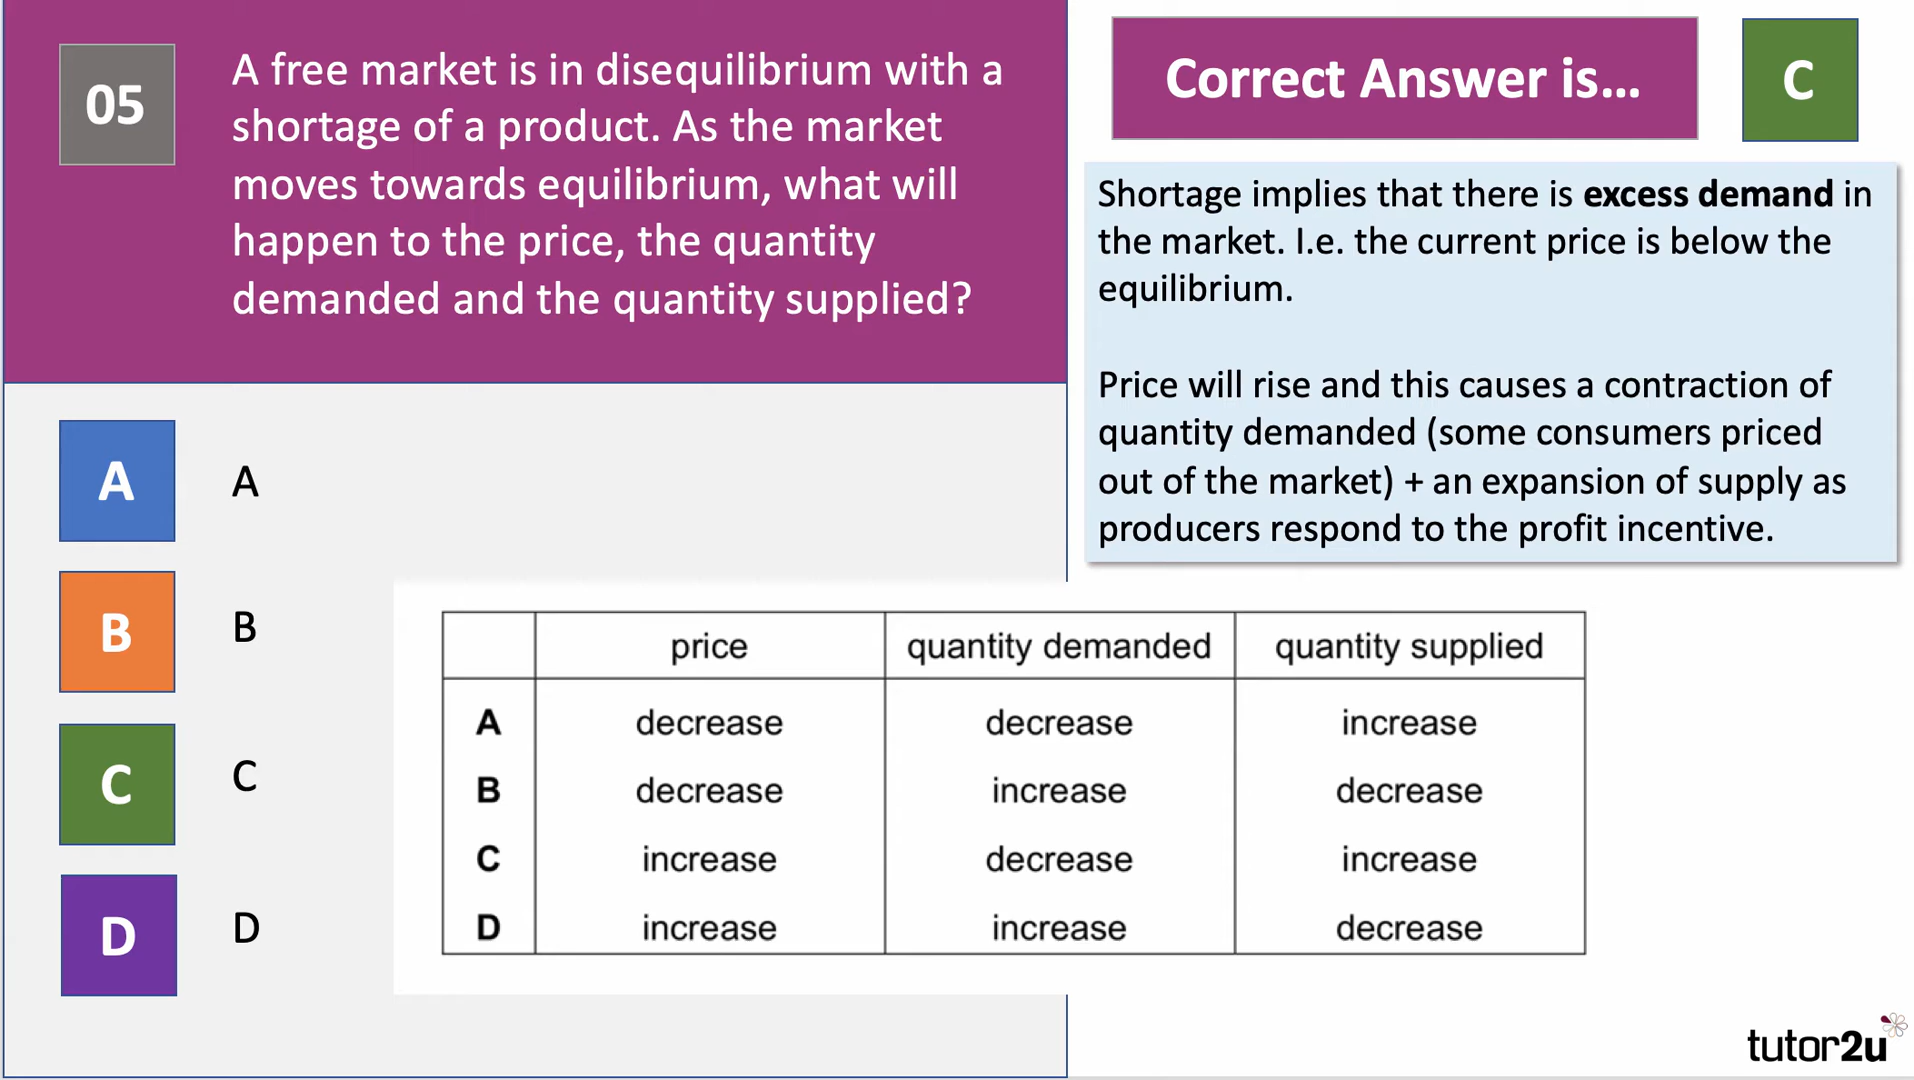 05
A free market is in disequilibrium with a
shortage of a product. As the market
moves towards equilibrium, what will
happen to the price, the quantity
demanded and the quantity supplied?
Correct Answer is... C
Shortage implies that there is excess demand in
the market. I.e. the current price is below the
equilibrium.
Price will rise and this causes a contraction of
quantity demanded (some consumers priced
out of the market) + an expansion of supply as
producers respond to the profit incentive.
A A
B B
C C
D D
price quantity demanded quantity supplied
A decrease decrease increase
B decrease increase decrease
C increase decrease increase
D increase increase decrease
tutor2u